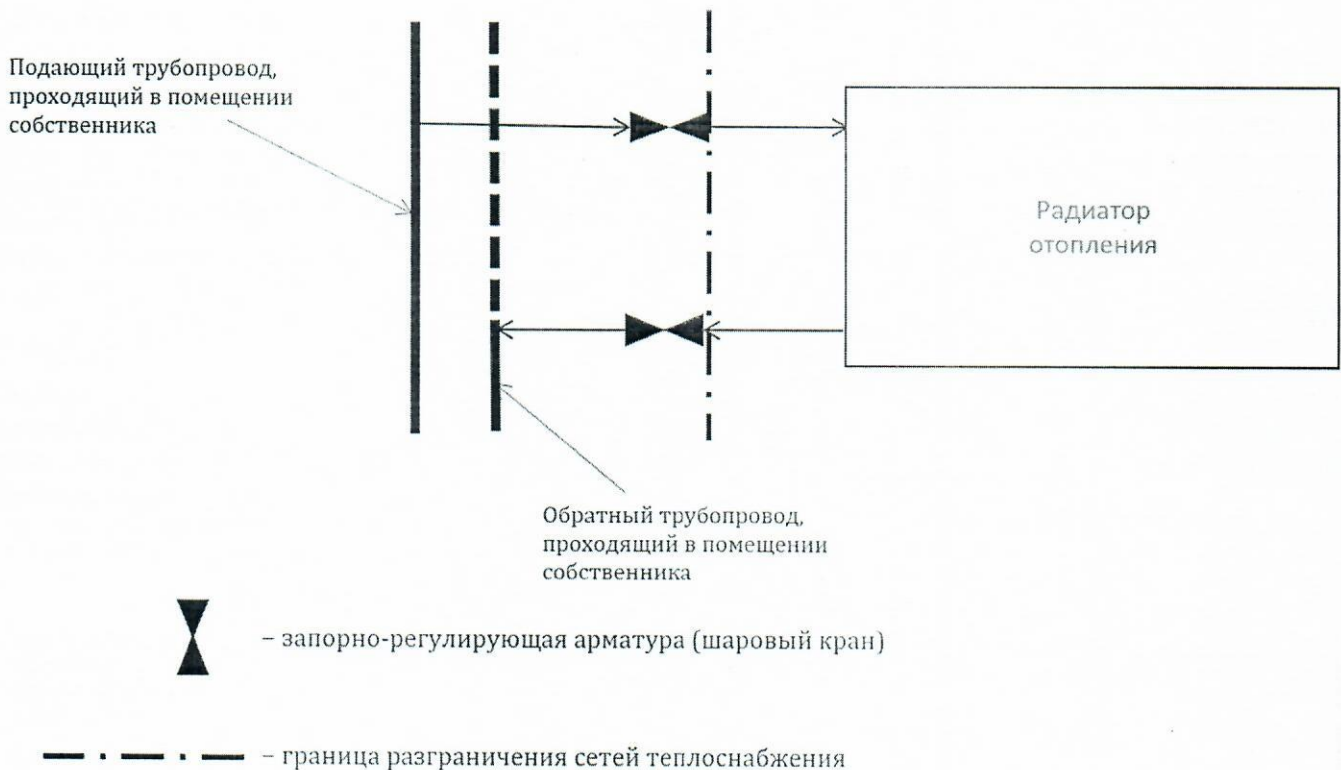 Подающий трубопровод,
проходящий в помещении
собственника
Радиатор
отопления
Обратный трубопровод,
проходящий в помещении
собственника
– запорно-регулирующая арматура (шаровый кран)
– граница разграничения сетей теплоснабжения